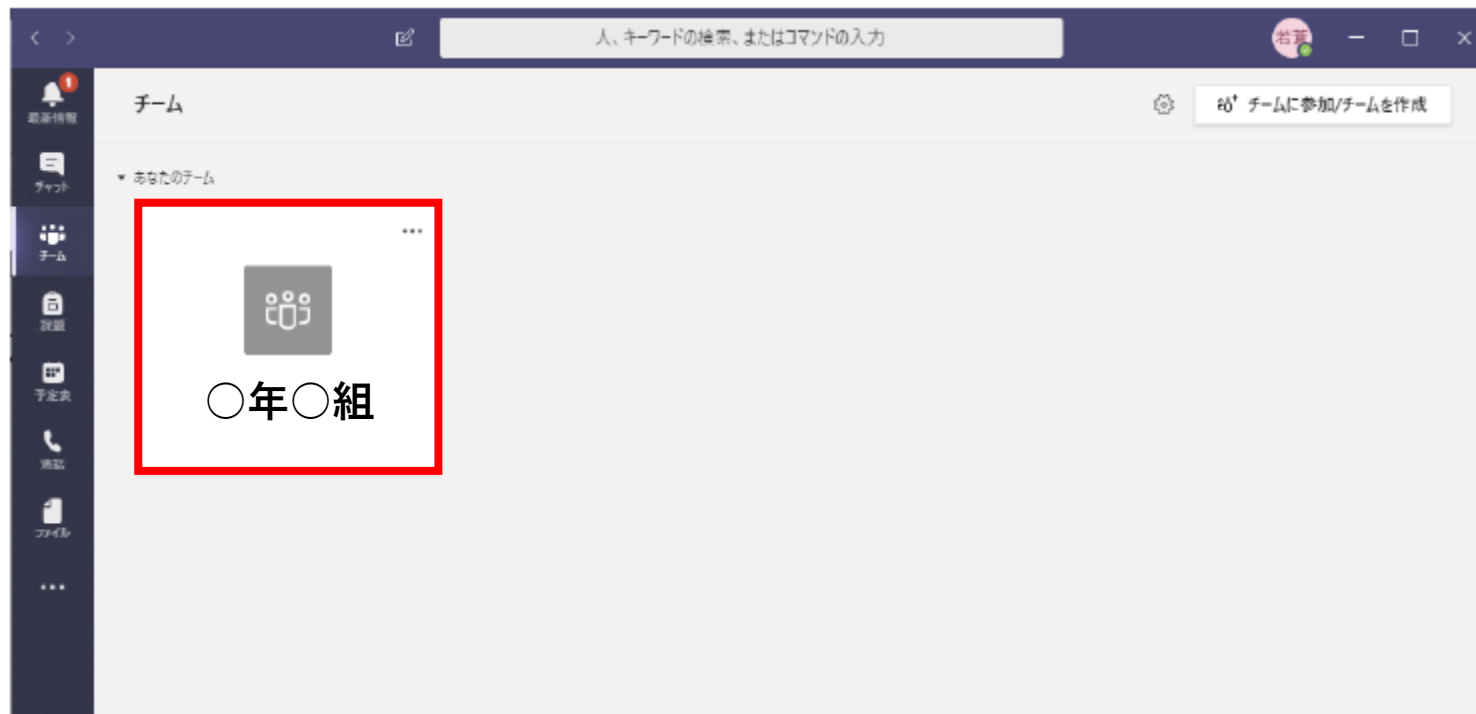 人、キーワードの検索、またはコマンドの入力
1
最新情報
チーム
チームに参加/チームを作成
チャット
あなたのチーム
チーム
○年○組
課題
予定表
通話
ファイル